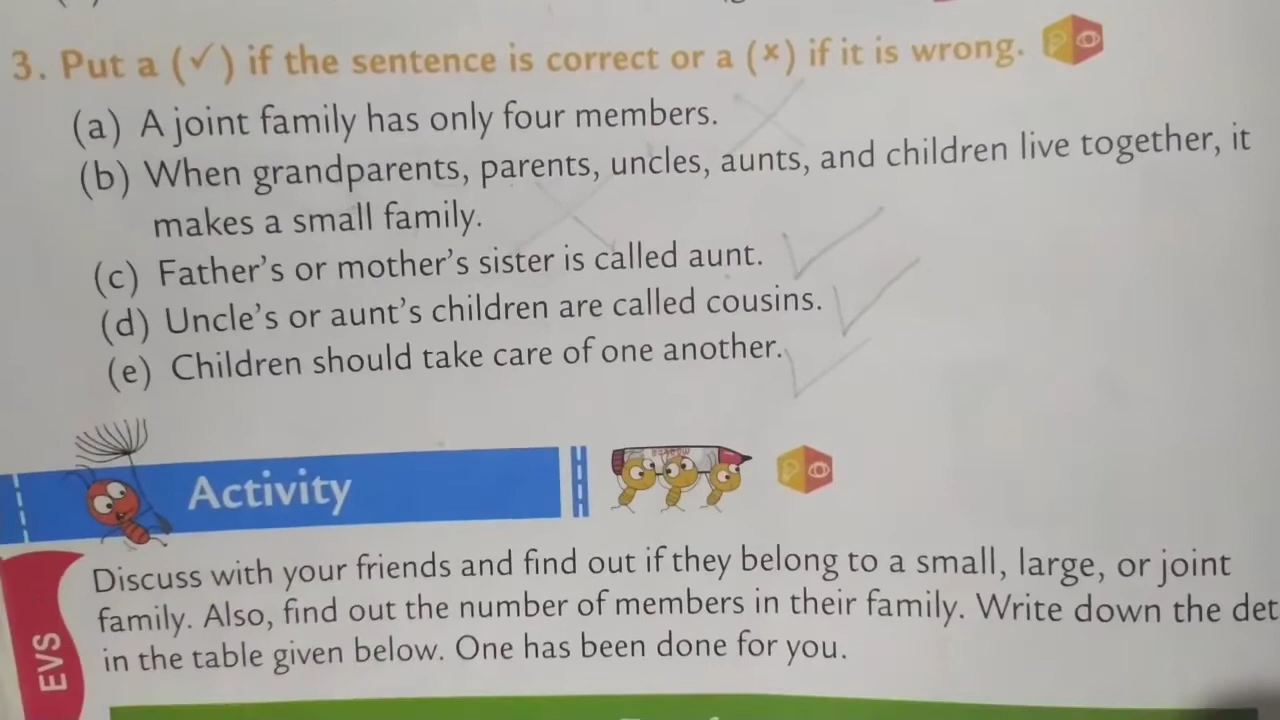 3. Put a (✓) if the sentence is correct or a (×) if it is wrong.
(a) A joint family has only four members.
(b) When grandparents, parents, uncles, aunts, and children live together, it
makes a small family.
(c) Father's or mother's sister is called aunt.
(d) Uncle's or aunt's children are called cousins.
(e) Children should take care of one another.
Activity
Discuss with your friends and find out if they belong to a small, large, or joint
family. Also, find out the number of members in their family. Write down the det
in the table given below. One has been done for you.
EVS